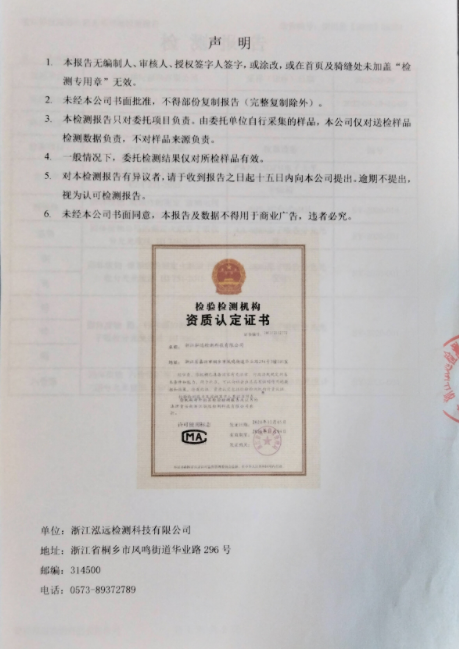 声 明
1. 本报告无编制人、审核人、授权签字人签字，或涂改，或在首页及骑缝处未加盖“检
测专用章”无效。
2. 未经本公司书面批准，不得部份复制报告（完整复制除外）。
3. 本检测报告只对委托项目负责。由委托单位自行采集的样品，本公司仅对送检样品
检测数据负责，不对样品来源负责。
4. 一般情况下，委托检测结果仅对所检样品有效。
5. 对本检测报告有异议者，请于收到报告之日起十五日内向本公司提出，逾期不提出，
视为认可检测报告。
6. 未经本公司书面同意，本报告及数据不得用于商业广告，违者必究。
检验检测机构
资质认定证书
许可使用标志
MA
单位：浙江泓远检测科技有限公司
地址：浙江省桐乡市凤鸣街道华业路 296 号
邮编：314500
电话：0573-89372789